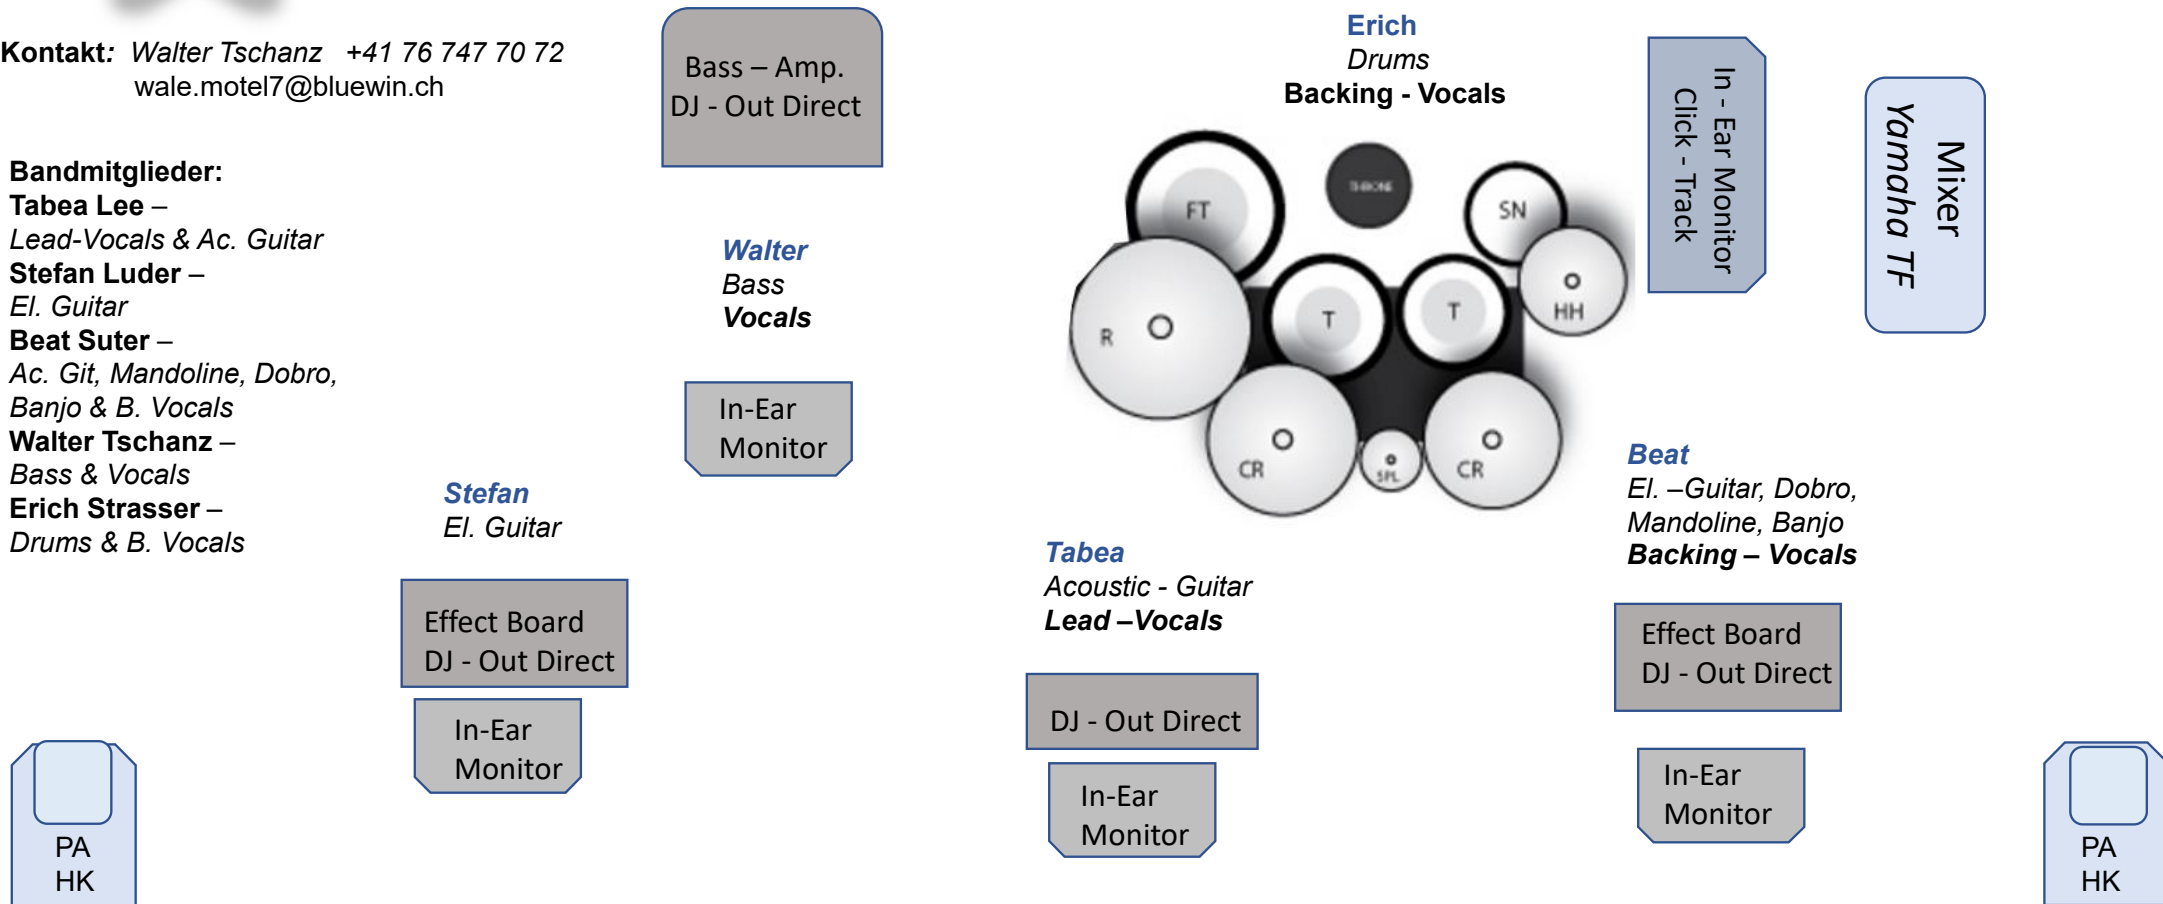 Kontakt: Walter Tschanz +41 76 747 70 72
wale.motel7@bluewin.ch
Bandmitglieder:
Tabea Lee –
Lead-Vocals & Ac. Guitar
Stefan Luder –
El. Guitar
Beat Suter –
Ac. Git, Mandoline, Dobro,
Banjo & B. Vocals
Walter Tschanz –
Bass & Vocals
Erich Strasser –
Drums & B. Vocals
Bass – Amp.
DJ - Out Direct
Walter
Bass
Vocals
In-Ear
Monitor
Stefan
El. Guitar
Effect Board
DJ - Out Direct
In-Ear
Monitor
Erich
Drums
Backing - Vocals
THRONE
FT
SN
HH
T
T
R
CR
SPL
CR
In - Ear Monitor
Click - Track
Mixer
Yamaha TF
Tabea
Acoustic - Guitar
Lead –Vocals
DJ - Out Direct
In-Ear
Monitor
Beat
El. –Guitar, Dobro,
Mandoline, Banjo
Backing – Vocals
Effect Board
DJ - Out Direct
In-Ear
Monitor
PA
HK
PA
HK